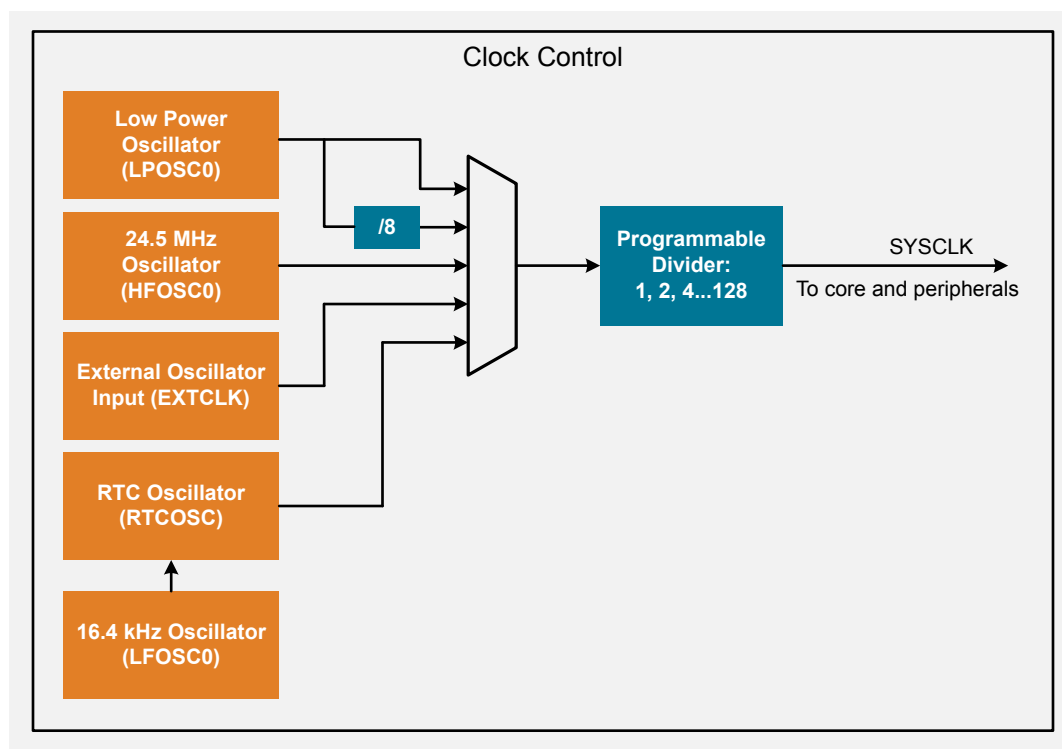 Clock Control
Low Power
Oscillator
(LPOSC0)
/8
24.5 MHz
Oscillator
(HFOSC0)
Programmable
Divider:
1, 2, 4...128
SYSCLK
To core and peripherals
External Oscillator
Input (EXTCLK)
RTC Oscillator
(RTCOSC)
16.4 kHz Oscillator
(LFOSC0)